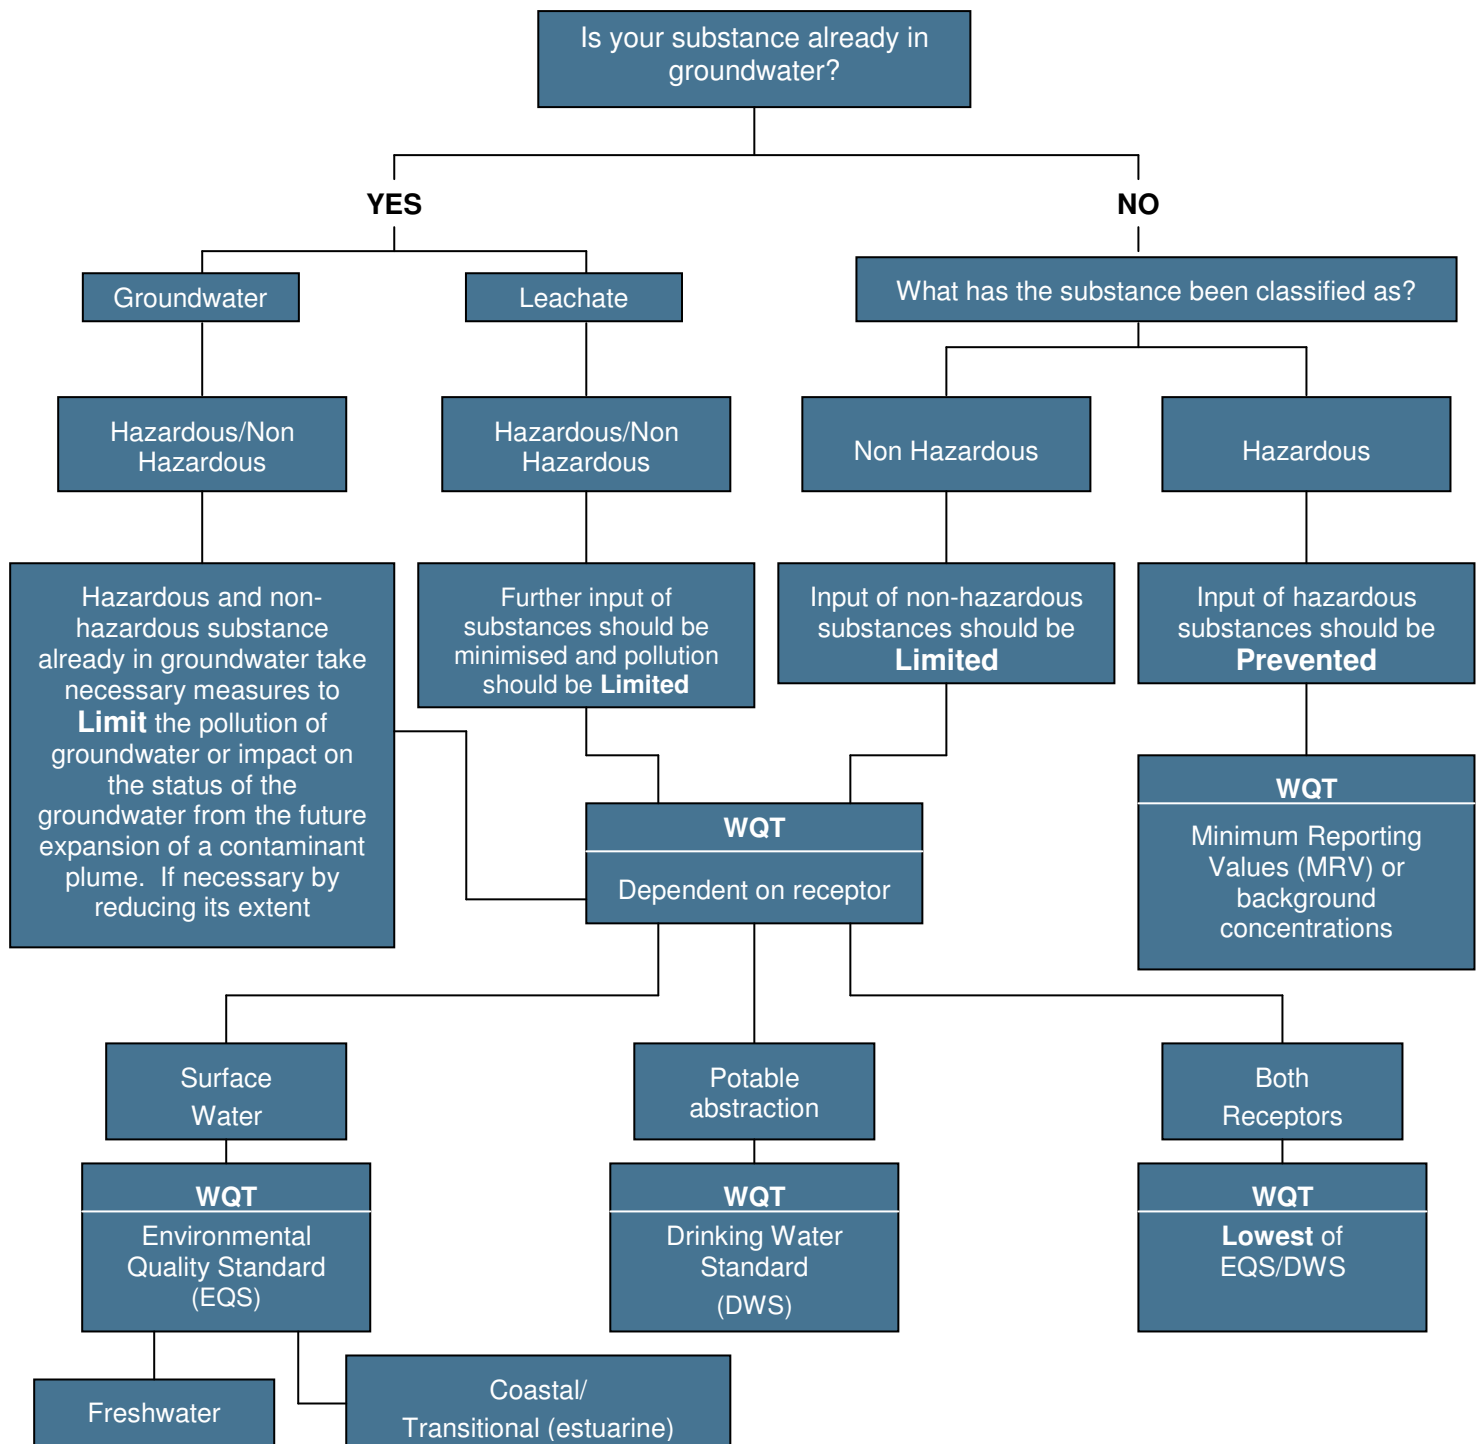 Is your substance already in
groundwater?
YES
NO
Groundwater
Leachate
What has the substance been classified as?
Hazardous/Non
Hazardous
Hazardous/Non
Hazardous
Non Hazardous
Hazardous
Hazardous and non-
hazardous substance
already in groundwater take
necessary measures to
Limit the pollution of
groundwater or impact on
the status of the
groundwater from the future
expansion of a contaminant
plume.  If necessary by
reducing its extent
Further input of
substances should be
minimised and pollution
should be Limited
Input of non-hazardous
substances should be
Limited
Input of hazardous
substances should be
Prevented
WQT
Dependent on receptor
WQT
Minimum Reporting
Values (MRV) or
background
concentrations
Surface
Water
Potable
abstraction
Both
Receptors
WQT
Environmental
Quality Standard
(EQS)
WQT
Drinking Water
Standard
(DWS)
WQT
Lowest of
EQS/DWS
Freshwater
Coastal/
Transitional (estuarine)